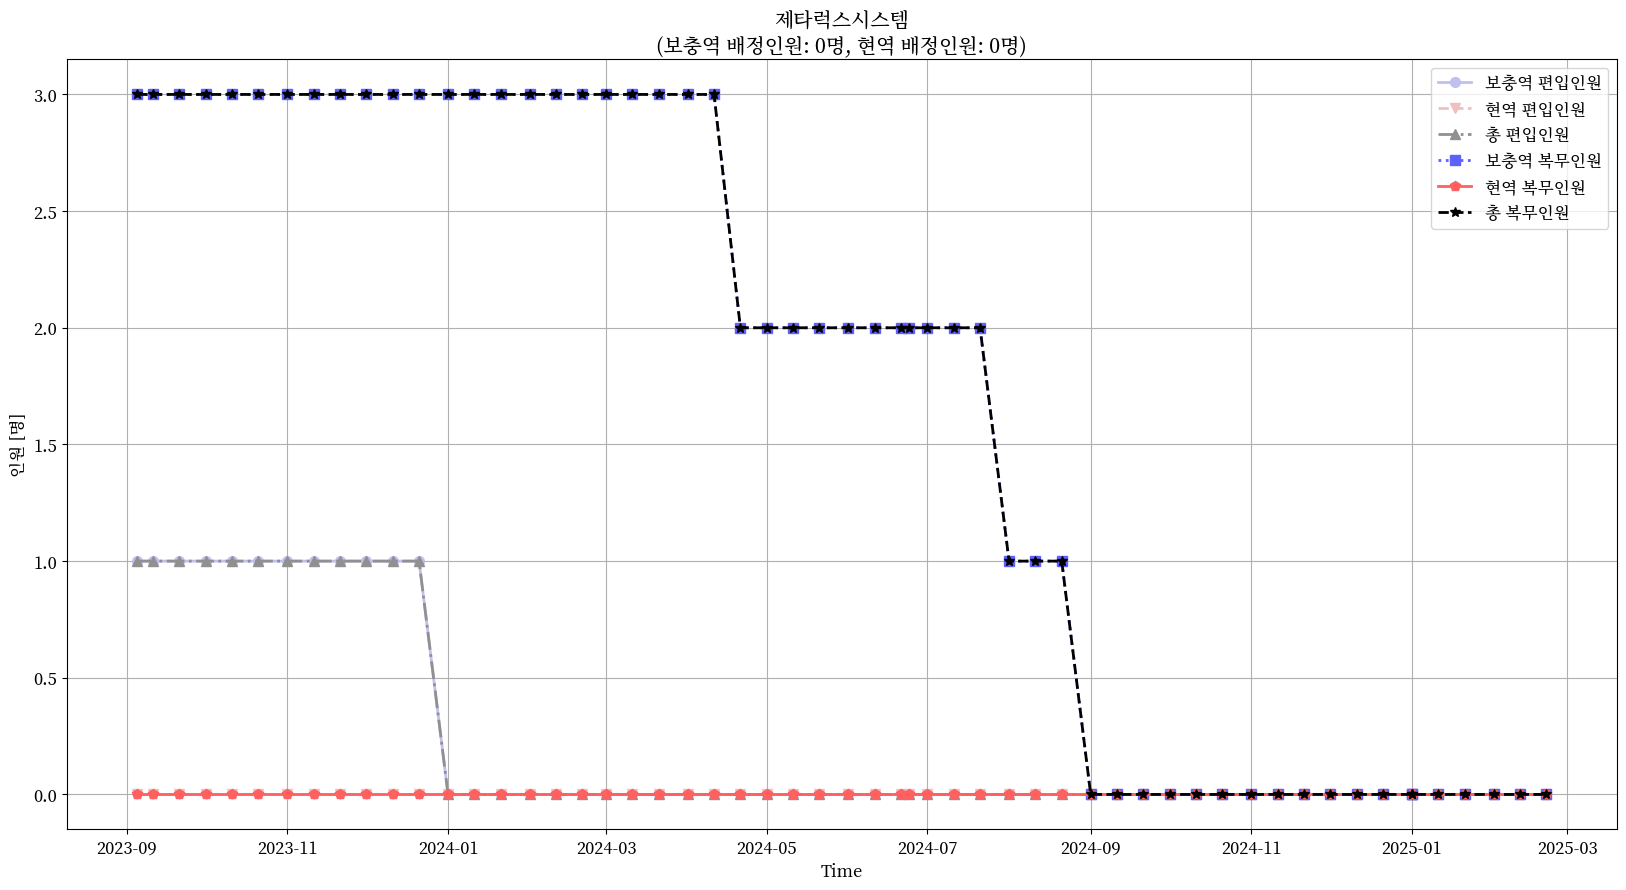 제타럭스시스템
(보충역 배정인원: 0명, 현역 배정인원: 0명)
보충역 편입인원
현역 편입인원
총 편입인원
보충역 복무인원
현역 복무인원
총 복무인원
3.0
2.5
2.0
1.5
1.0
0.5
0.0
인원 [명]
2023-09 2023-11 2024-01 2024-03 2024-05 2024-07 2024-09 2024-11 2025-01 2025-03
Time